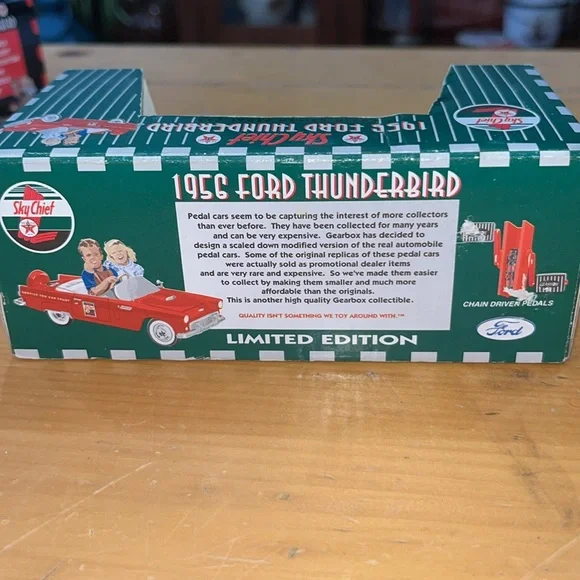 Sky Chief
1956 FORD THUNDERBIRD
Sky Chief
1956 FORD THUNDERBIRD
Sky Chief
Pedal cars seem to be capturing the interest of more collectors
than ever before. They have been collected for many years
and can be very expensive. Gearbox has decided to
design a scaled down modified version of the real automobile
pedal cars. Some of the original replicas of these pedal cars
were actually sold as promotional dealer items
and are very rare and expensive. So we've made them easier
to collect by making them smaller and much more
affordable than the originals.
This is another high quality Gearbox collectible.
QUALITY ISN'T SOMETHING WE TOY AROUND WITH.™
LIMITED EDITION
CHAIN DRIVEN PEDALS
Ford